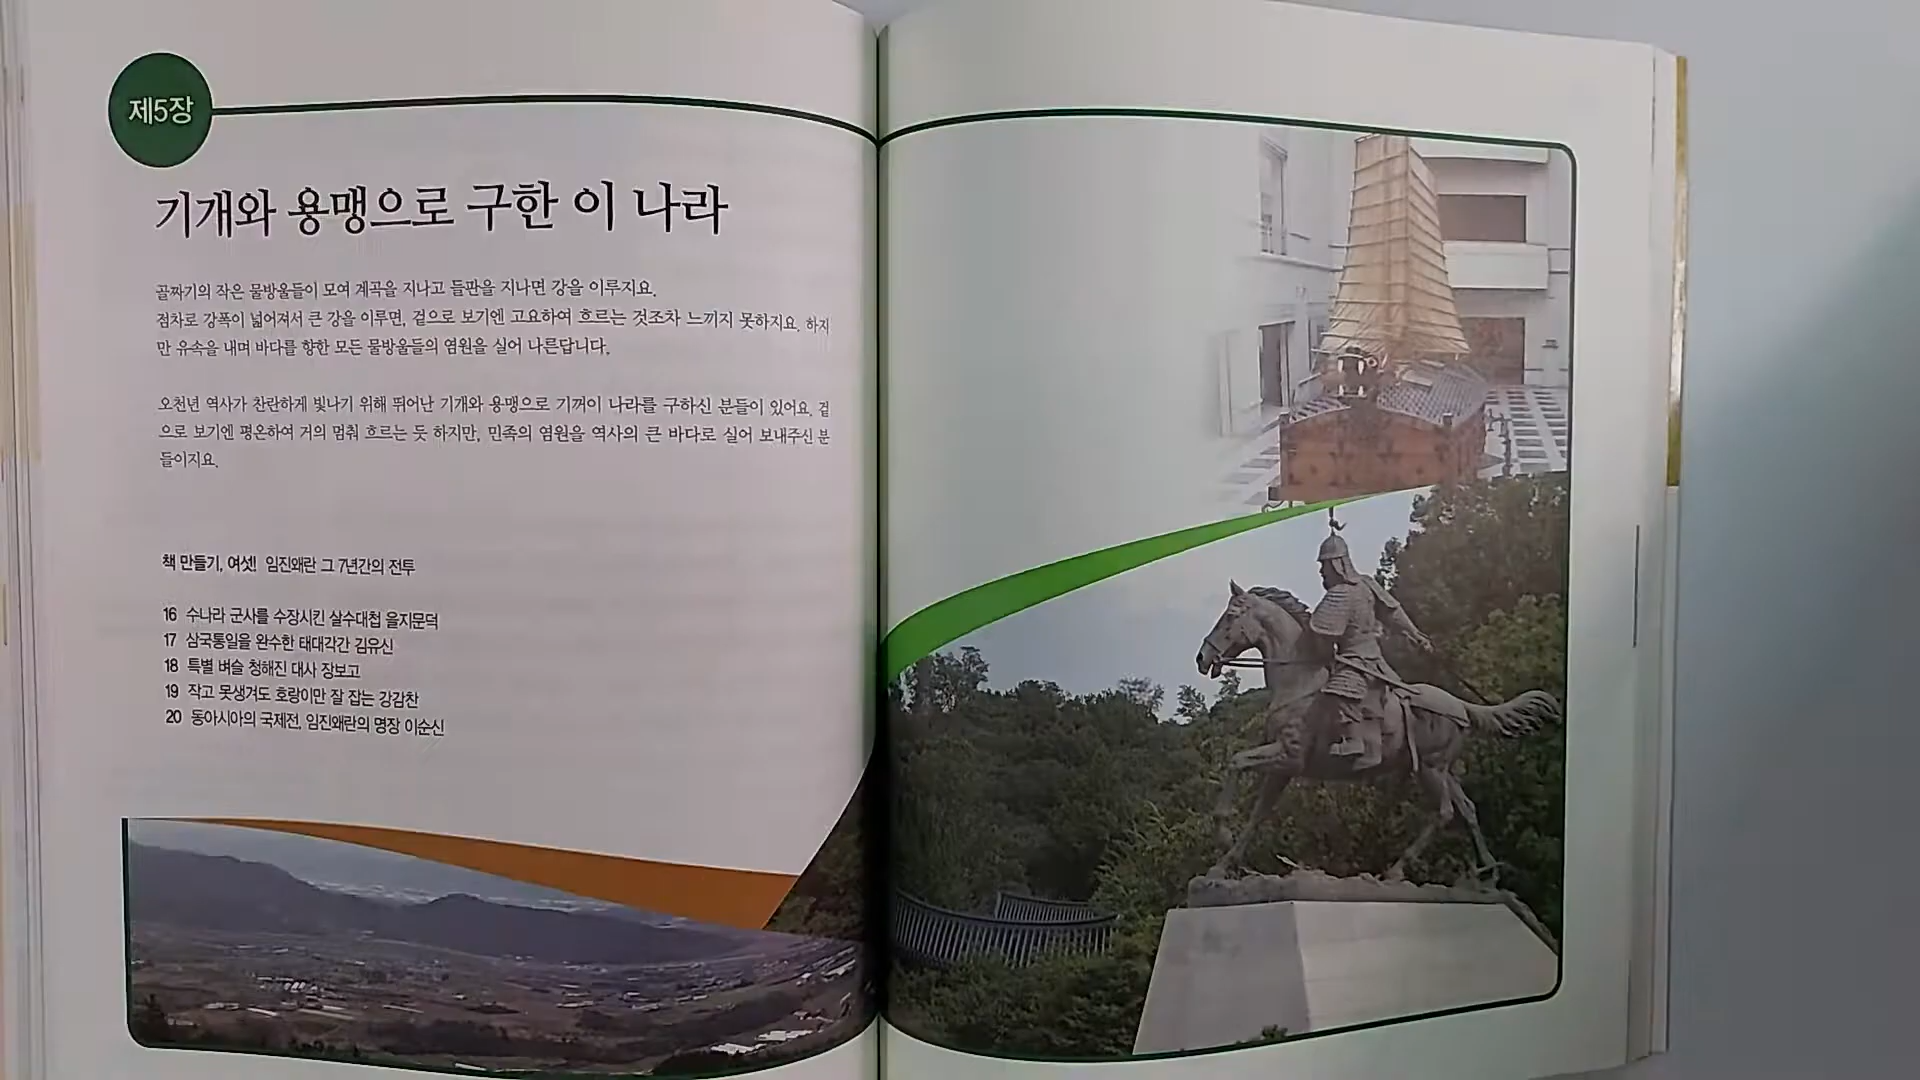 제5장
기개와 용맹으로 구한 이 나라
골짜기의 작은 물방울들이 모여 계곡을 지나고 들판을 지나면 강을 이루지요.
점차로 강폭이 넓어져서 큰 강을 이루면, 겉으로 보기엔 고요하여 흐르는 것조차 느끼지 못하지요. 하지
만 유속을 내며 바다를 향한 모든 물방울들의 염원을 실어 나른답니다.
오천년 역사가 찬란하게 빛나기 위해 뛰어난 기개와 용맹으로 기꺼이 나라를 구하신 분들이 있어요. 겉
으로 보기엔 평온하여 거의 멈춰 흐르는 듯 하지만, 민족의 염원을 역사의 큰 바다로 실어 보내주신 분
들이지요.
책 만들기, 여섯! 임진왜란 그 7년간의 전투
16 수나라 군사를 수장시킨 살수대첩 을지문덕
17 삼국통일을 완수한 태대각간 김유신
18 특별 벼슬 청해진 대사 장보고
19 작고 못생겨도 호랑이만 잘 잡는 강감찬
20 동아시아의 국제전, 임진왜란의 명장 이순신